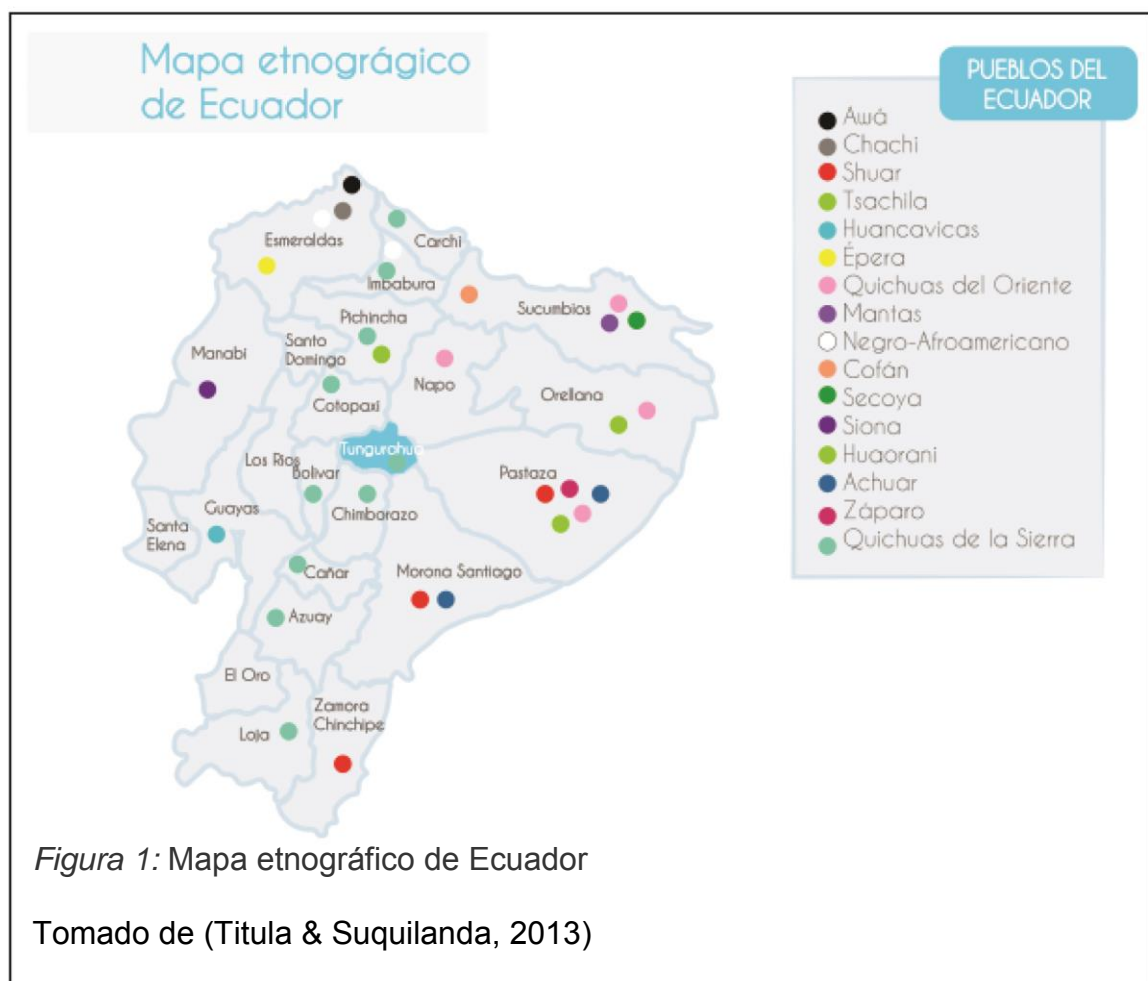 Mapa etnográgico
de Ecuador
PUEBLOS DEL
ECUADOR
Awá
Chachi
Shuar
Tsachila
Huancavicas
Épera
Quichuas del Oriente
Mantas
Negro-Afroamericano
Cofán
Secoya
Siona
Huaorani
Achuar
Záparo
Quichuas de la Sierra
Esmeraldas
Carchi
Imbabura
Sucumbios
Pichincha
Santo
Domingo
Manabi
Napo
Cotopaxi
Orellana
Tungurahua
Los Rios
Bolivar
Pastaza
Guayas
Chimborazo
Santa
Elena
Cañar
Morona Santiago
Azuay
El Oro
Zamora
Chinchipe
Loja
Figura 1: Mapa etnográfico de Ecuador
Tomado de (Titula & Suquilanda, 2013)